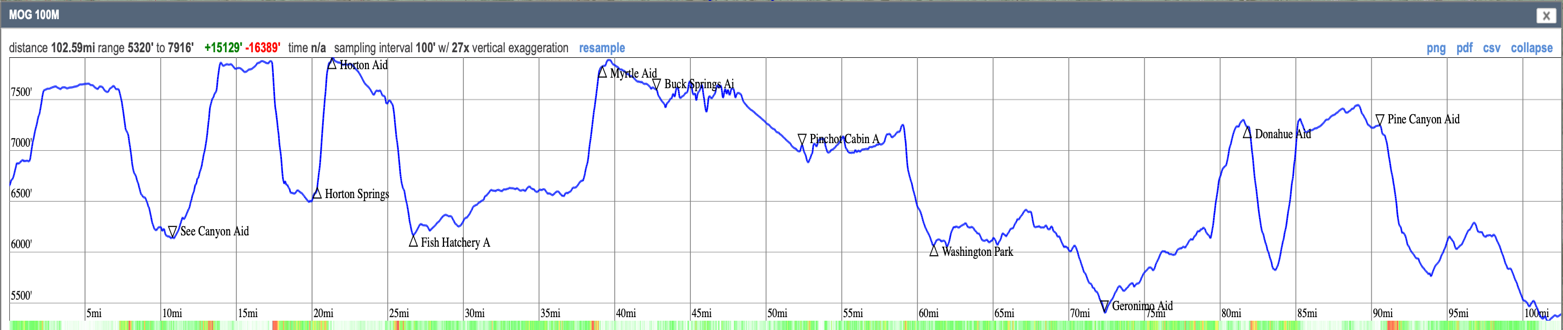 MOG 100M X
distance 102.59mi range 5320' to 7916' +15129' -16389' time n/a sampling interval 100' w/ 27x vertical exaggeration resample png pdf csv collapse
Horton Aid
Myrtle Aid
Buck Springs Ai
7500'
Pine Canyon Aid
Donahue Aid
7000'
Pinchot Cabin A
6500'
Horton Springs
See Canyon Aid
6000'
Fish Hatchery A
Washington Park
5500'
Geronimo Aid
5mi 10mi 15mi 20mi 25mi 30mi 35mi 40mi 45mi 50mi 55mi 60mi 65mi 70mi 75mi 80mi 85mi 90mi 95mi 100mi